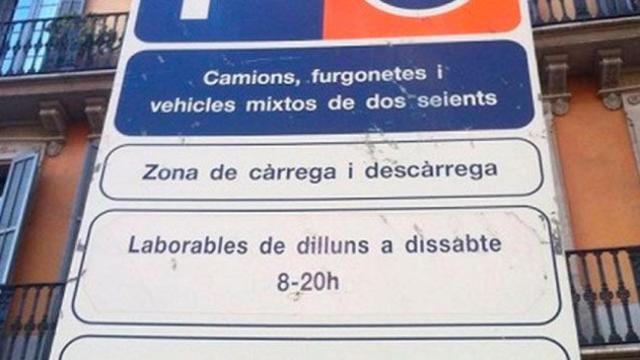 Camions, furgonetes i
vehicles mixtos de dos seients
Zona de càrrega i descàrrega
Laborables de dilluns a dissabte
8-20h